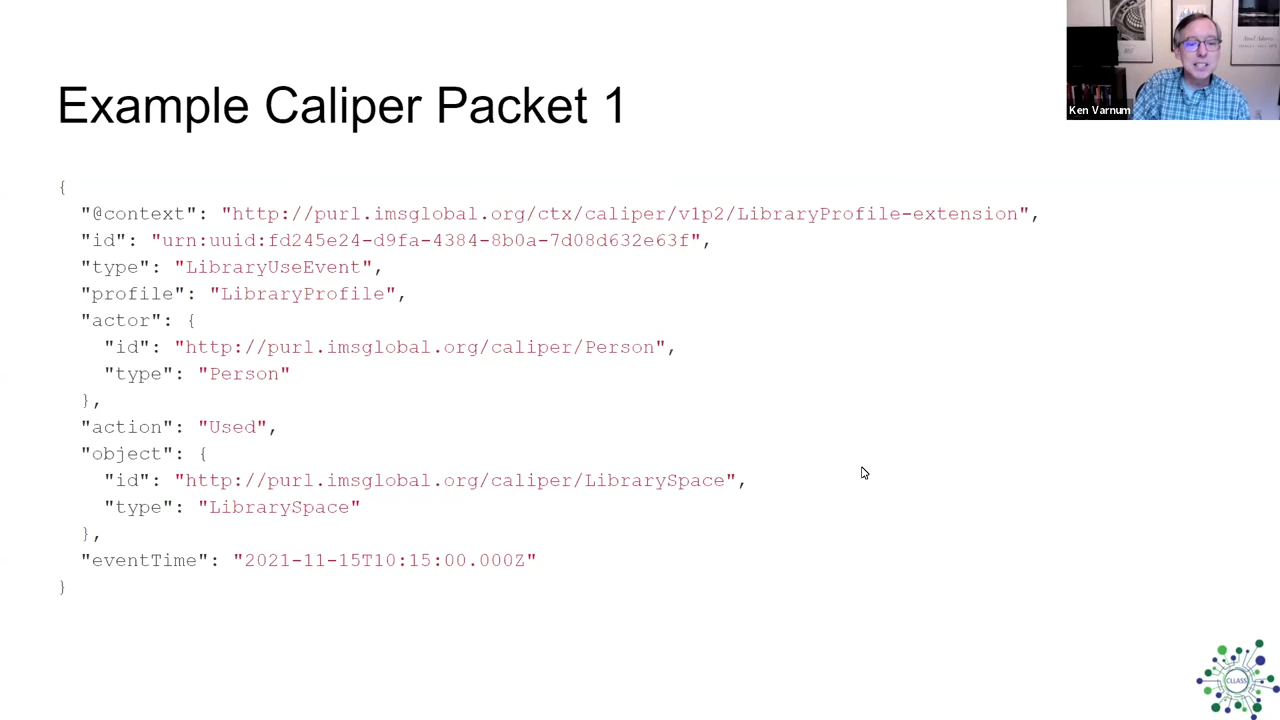 Ken Varnum
Example Caliper Packet 1
{
"@context": "http://purl.imsglobal.org/ctx/caliper/v1p2/LibraryProfile-extension",
"id": "urn:uuid:fd245e24-d9fa-4384-8b0a-7d08d632e63f",
"type": "LibraryUseEvent",
"profile": "LibraryProfile",
"actor": {
"id": "http://purl.imsglobal.org/caliper/Person",
"type": "Person"
},
"action": "Used",
"object": {
"id": "http://purl.imsglobal.org/caliper/LibrarySpace",
"type": "LibrarySpace"
},
"eventTime": "2021-11-15T10:15:00.000Z"
}
CLLASS